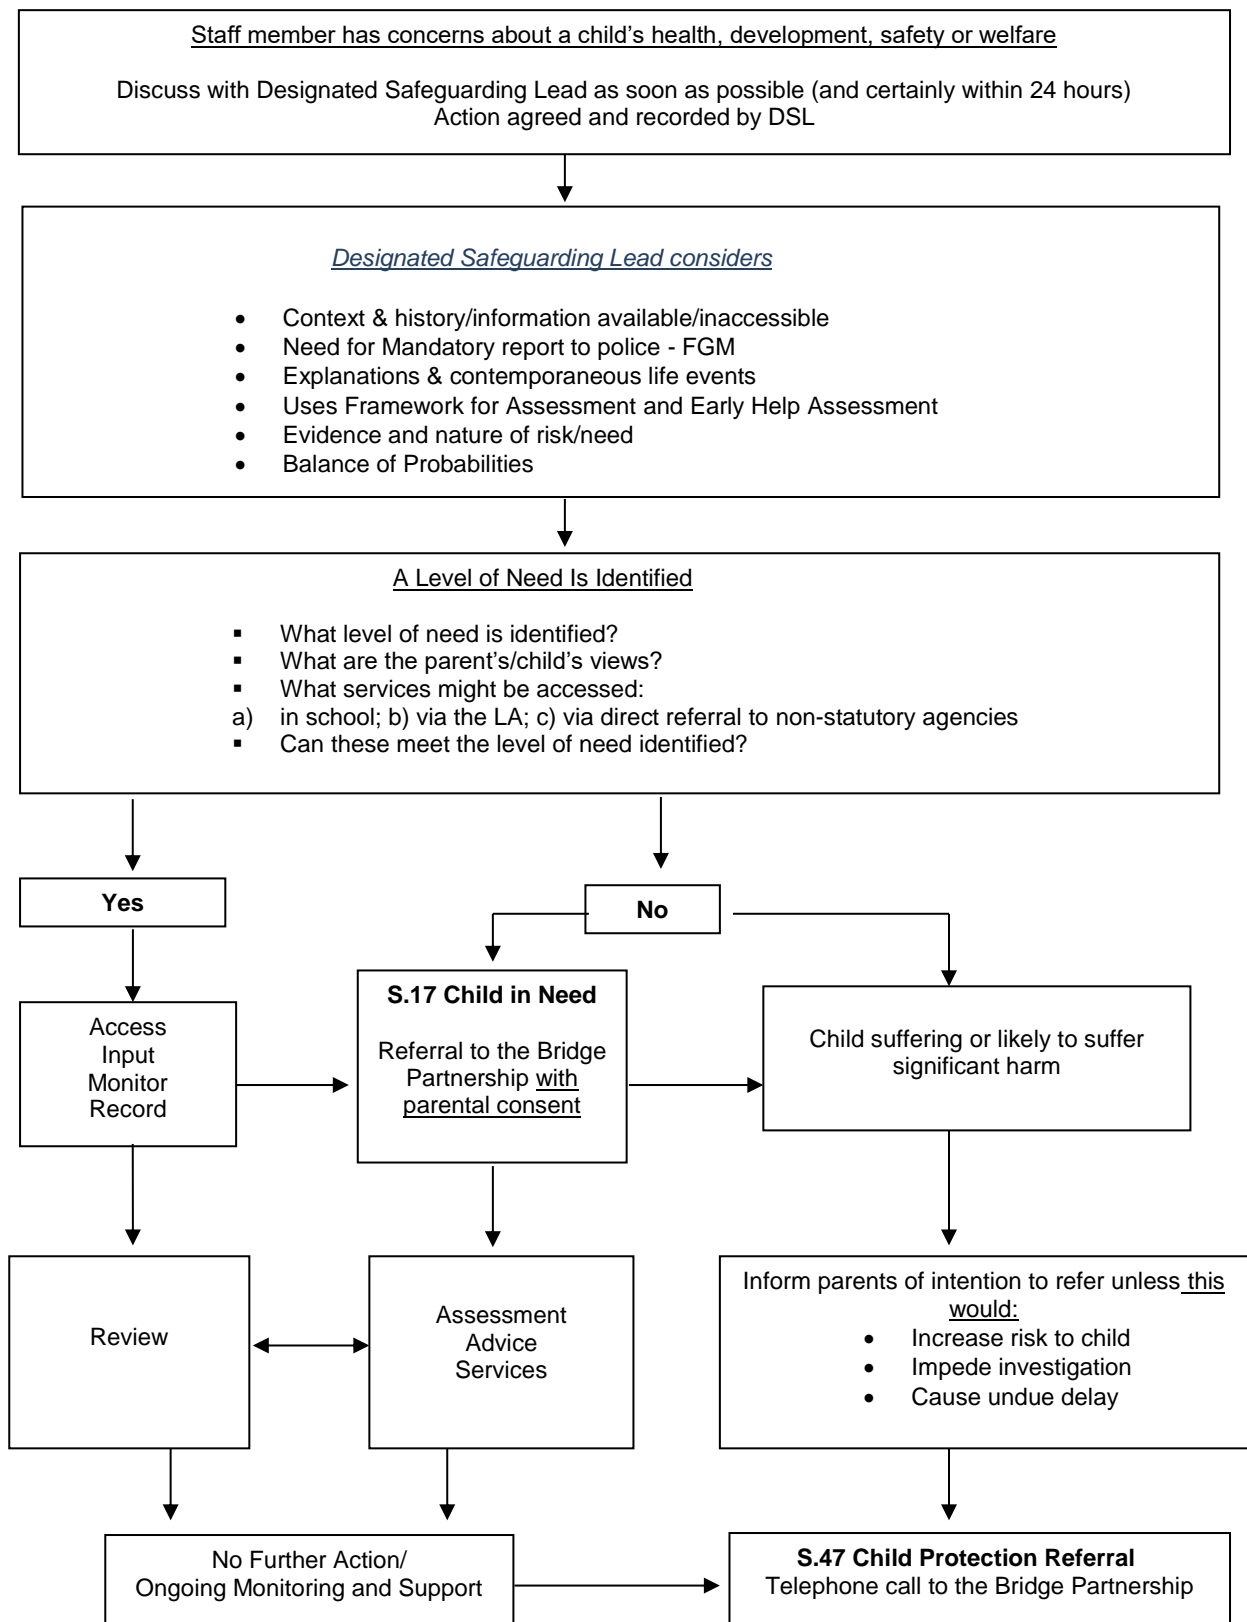 Staff member has concerns about a child’s health, development, safety or welfare
Discuss with Designated Safeguarding Lead as soon as possible (and certainly within 24 hours)
Action agreed and recorded by DSL
Designated Safeguarding Lead considers
• Context & history/information available/inaccessible
• Need for Mandatory report to police - FGM
• Explanations & contemporaneous life events
• Uses Framework for Assessment and Early Help Assessment
• Evidence and nature of risk/need
• Balance of Probabilities
A Level of Need Is Identified
▪ What level of need is identified?
▪ What are the parent’s/child’s views?
▪ What services might be accessed:
a) in school; b) via the LA; c) via direct referral to non-statutory agencies
▪ Can these meet the level of need identified?
Yes
No
Access
Input
Monitor
Record
S.17 Child in Need
Referral to the Bridge
Partnership with
parental consent
Child suffering or likely to suffer
significant harm
Review
Assessment
Advice
Services
Inform parents of intention to refer unless this
would:
• Increase risk to child
• Impede investigation
• Cause undue delay
No Further Action/
Ongoing Monitoring and Support
S.47 Child Protection Referral
Telephone call to the Bridge Partnership